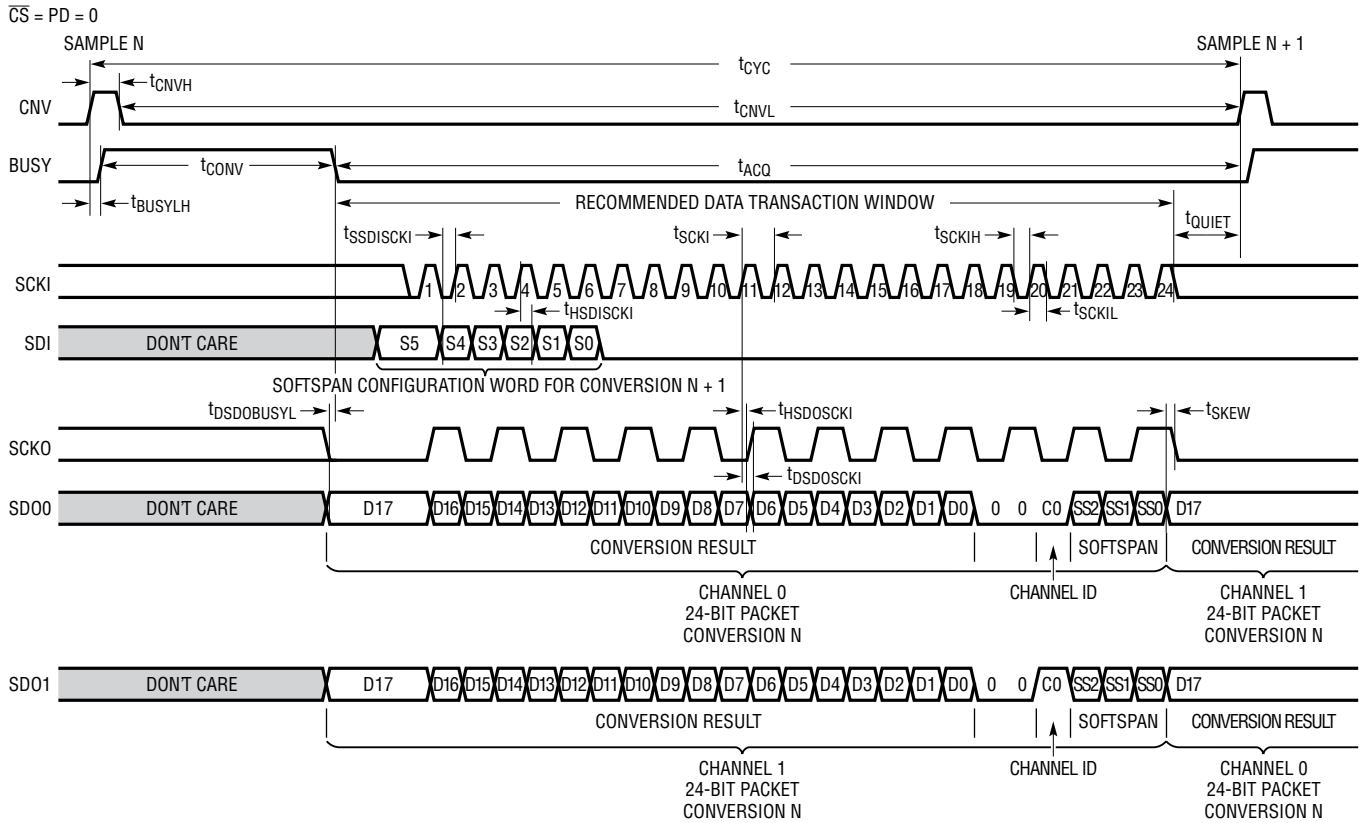 CS = PD = 0
SAMPLE N
SAMPLE N + 1
tCYC
tCNVH
CNV
tCNVL
BUSY
tCONV
tACQ
tBUSYLH
RECOMMENDED DATA TRANSACTION WINDOW
tQUIET
tSSDISCKI
tSCKI
tSCKIH
SCKI
1 2 3 4 5 6 7 8 9 10 11 12 13 14 15 16 17 18 19 20 21 22 23 24
tHSDISCKI
tSCKIL
SDI
DON'T CARE
S5 S4 S3 S2 S1 S0
SOFTSPAN CONFIGURATION WORD FOR CONVERSION N + 1
tDSDOBUSYL
tHSDOSCKI
tSKEW
SCKO
tDSDOSCKI
SDO0
DON'T CARE
D17 D16 D15 D14 D13 D12 D11 D10 D9 D8 D7 D6 D5 D4 D3 D2 D1 D0 0 0 C0 SS2 SS1 SS0 D17
CONVERSION RESULT
SOFTSPAN
CONVERSION RESULT
CHANNEL 0
24-BIT PACKET
CONVERSION N
CHANNEL ID
CHANNEL 1
24-BIT PACKET
CONVERSION N
SDO1
DON'T CARE
D17 D16 D15 D14 D13 D12 D11 D10 D9 D8 D7 D6 D5 D4 D3 D2 D1 D0 0 0 C0 SS2 SS1 SS0 D17
CONVERSION RESULT
SOFTSPAN
CONVERSION RESULT
CHANNEL 1
24-BIT PACKET
CONVERSION N
CHANNEL ID
CHANNEL 0
24-BIT PACKET
CONVERSION N